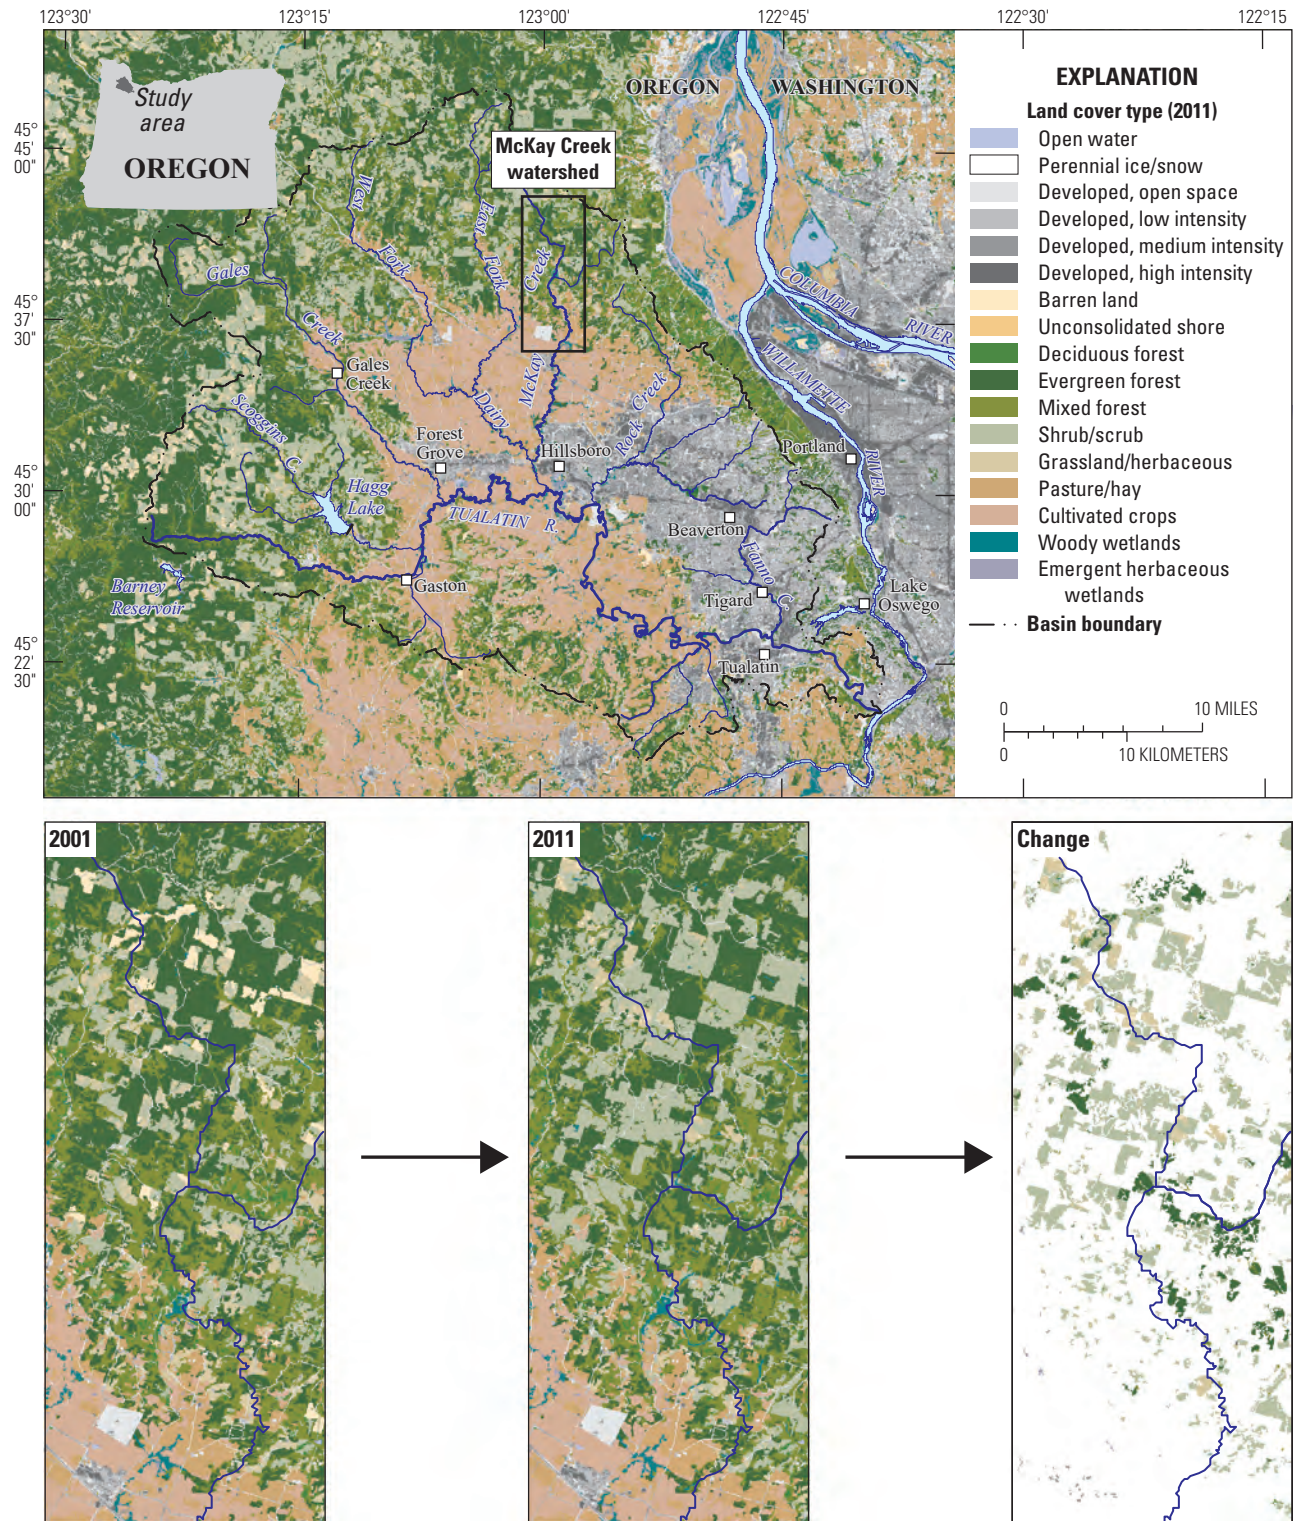 123°30'
123°15'
123°00'
122°45'
122°30'
122°15'
45°
45'
00"
45°
37'
30"
45°
30'
00"
45°
22'
30"
Study
area
OREGON
OREGON
WASHINGTON
McKay Creek
watershed
West
Fork
East
Fork
Creek
McKay
Gales
Creek
Gales
Creek
Scoggins
C.
Dairy
Rock Creek
COLUMBIA
RIVER
WILLAMETTE
RIVER
Forest
Grove
Hillsboro
Portland
Hagg
Lake
TUALATIN R.
Beaverton
Fanno
C.
Barney
Reservoir
Gaston
Tigard
Lake
Oswego
Tualatin
EXPLANATION
Land cover type (2011)
Open water
Perennial ice/snow
Developed, open space
Developed, low intensity
Developed, medium intensity
Developed, high intensity
Barren land
Unconsolidated shore
Deciduous forest
Evergreen forest
Mixed forest
Shrub/scrub
Grassland/herbaceous
Pasture/hay
Cultivated crops
Woody wetlands
Emergent herbaceous
wetlands
Basin boundary
0 10 MILES
0 10 KILOMETERS
2001
2011
Change